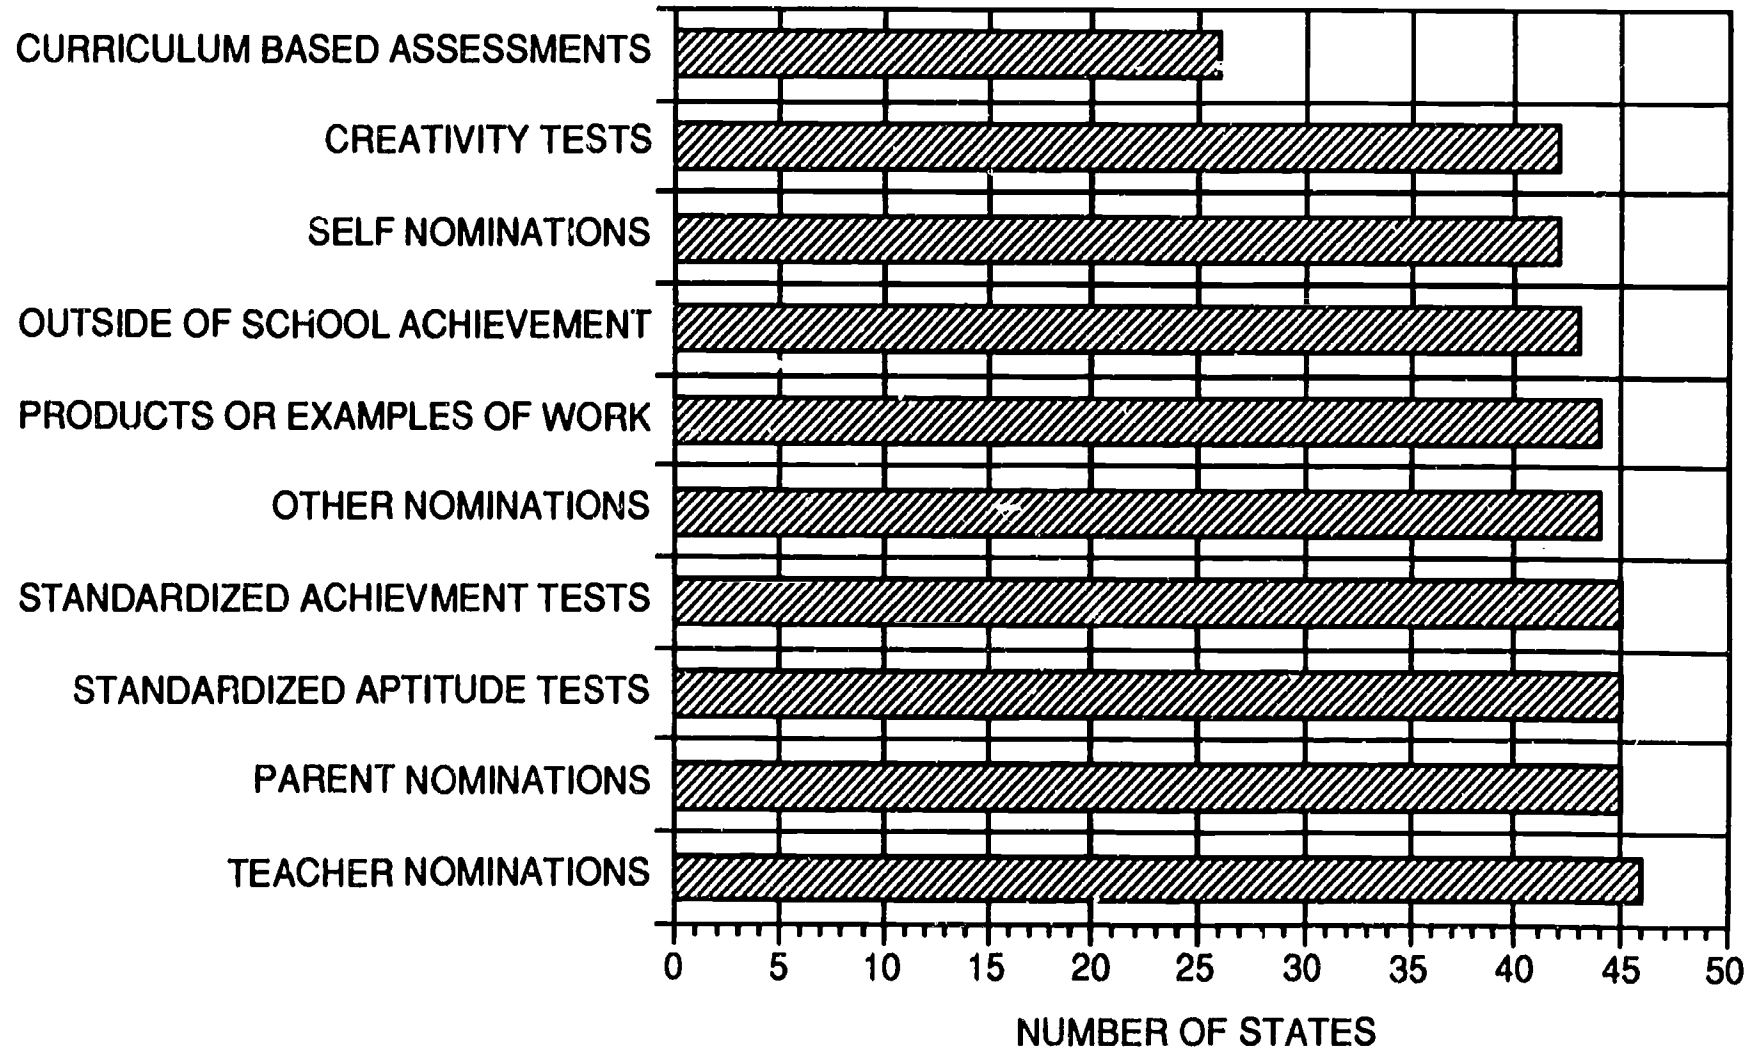 CURRICULUM BASED ASSESSMENTS
CREATIVITY TESTS
SELF NOMINATIONS
OUTSIDE OF SCHOOL ACHIEVEMENT
PRODUCTS OR EXAMPLES OF WORK
OTHER NOMINATIONS
STANDARDIZED ACHIEVMENT TESTS
STANDARDIZED APTITUDE TESTS
PARENT NOMINATIONS
TEACHER NOMINATIONS
0 5 10 15 20 25 30 35 40 45 50
NUMBER OF STATES